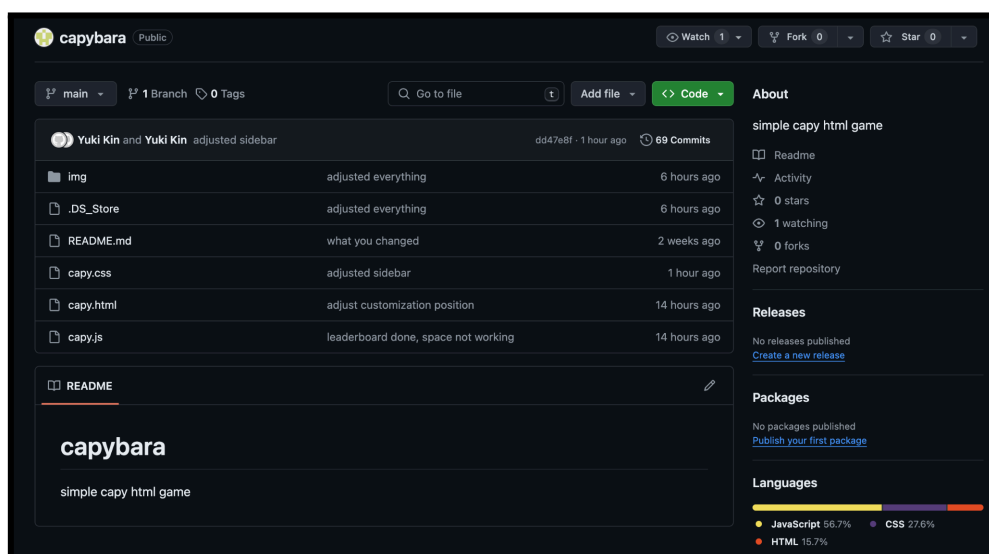 capybara Public
Watch 1
Fork 0
Star 0
main
1 Branch
0 Tags
Go to file
t
Add file
<> Code
Yuki Kin and Yuki Kin adjusted sidebar
dd47e8f · 1 hour ago
69 Commits
img adjusted everything 6 hours ago
.DS_Store adjusted everything 6 hours ago
README.md what you changed 2 weeks ago
capy.css adjusted sidebar 1 hour ago
capy.html adjust customization position 14 hours ago
capy.js leaderboard done, space not working 14 hours ago
README
capybara
simple capy html game
About
simple capy html game
Readme
Activity
0 stars
1 watching
0 forks
Report repository
Releases
No releases published
Create a new release
Packages
No packages published
Publish your first package
Languages
JavaScript 56.7% CSS 27.6%
HTML 15.7%